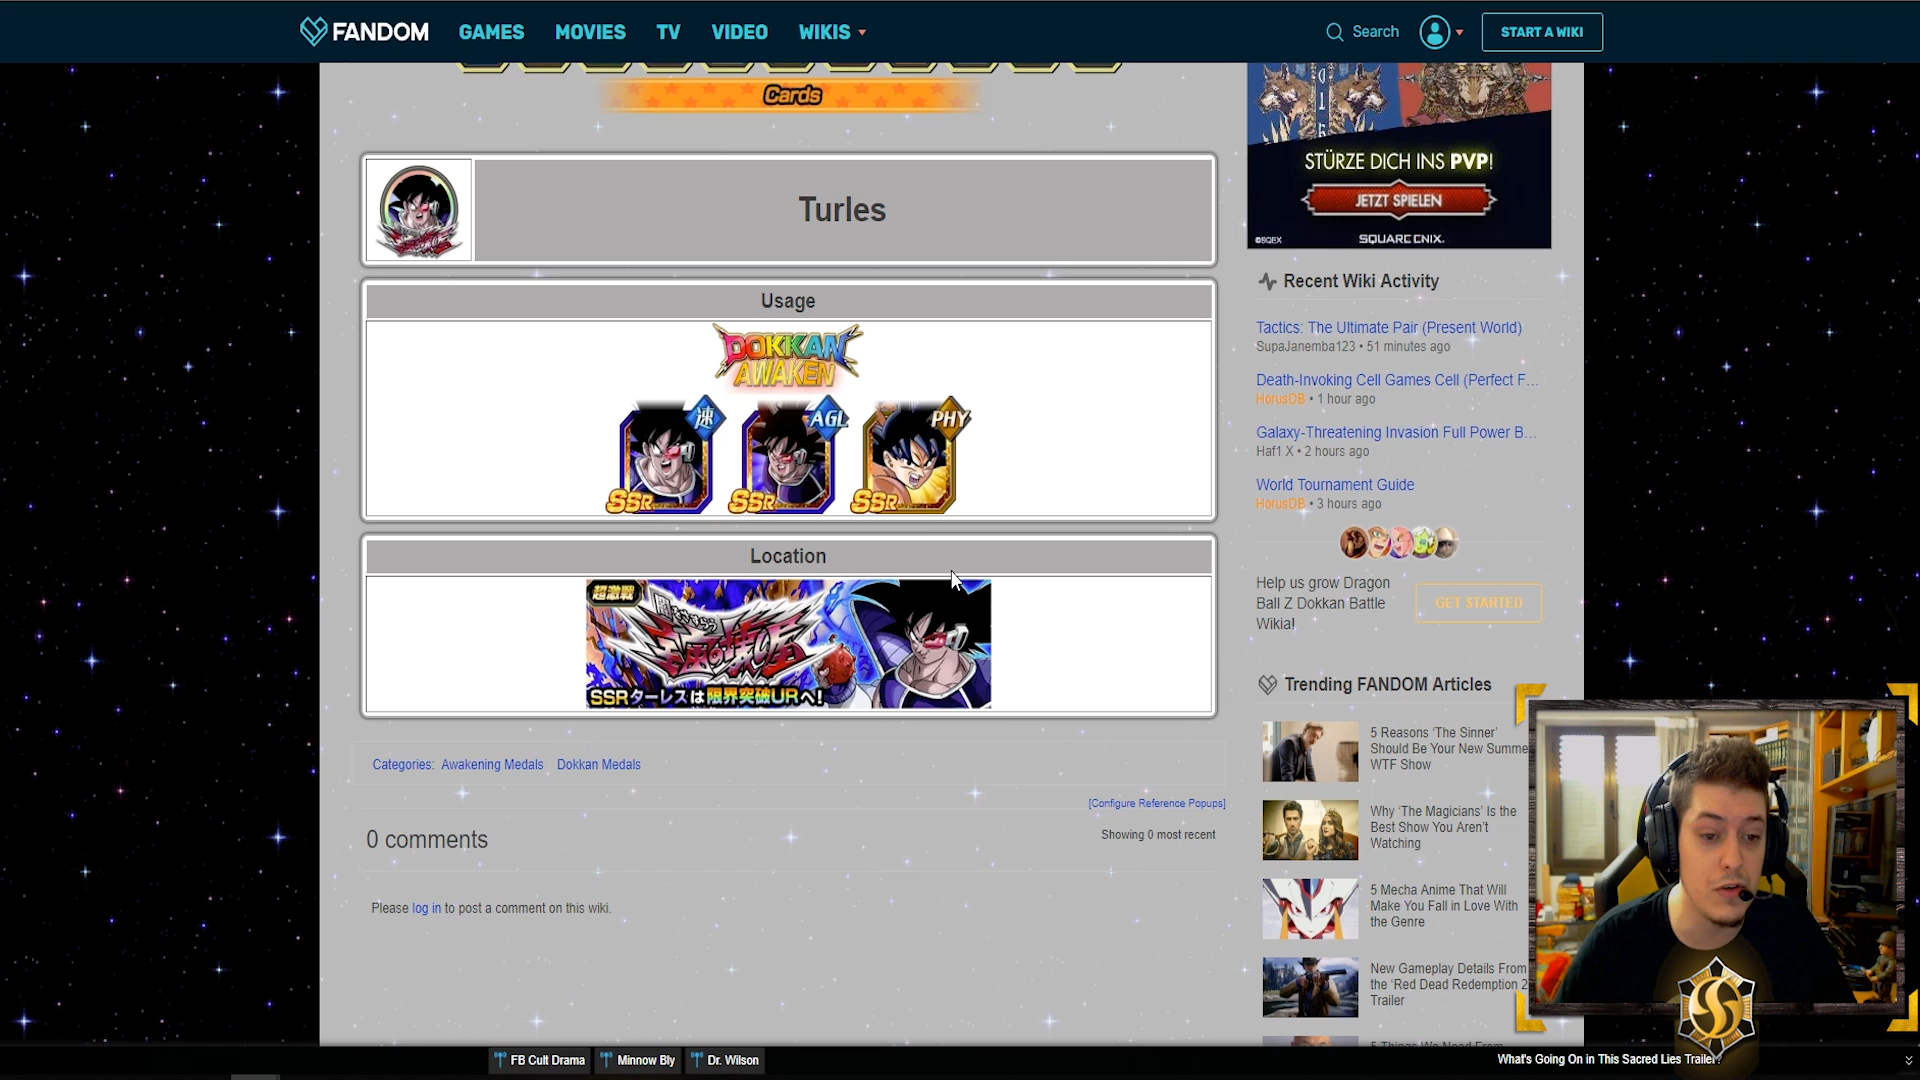 FANDOM GAMES MOVIES TV VIDEO WIKIS Search START A WIKI
Cards
Turles
Usage
DOKKAN
AWAKEN
速 AGL PHY
SSR SSR SSR
Location
超激戦
SSRターレスは限界突破URへ!
Categories: Awakening Medals Dokkan Medals
[Configure Reference Popups]
0 comments
Showing 0 most recent
Please log in to post a comment on this wiki.
STÜRZE DICH INS PVP!
JETZT SPIELEN
©SQEX SQUARE ENIX.
Recent Wiki Activity
Tactics: The Ultimate Pair (Present World)
SupaJanemba123 • 51 minutes ago
Death-Invoking Cell Games Cell (Perfect F...
HorusDB • 1 hour ago
Galaxy-Threatening Invasion Full Power B...
Haf1 X • 2 hours ago
World Tournament Guide
HorusDB • 3 hours ago
Help us grow Dragon
Ball Z Dokkan Battle
Wikia!
GET STARTED
Trending FANDOM Articles
5 Reasons 'The Sinner'
Should Be Your New Summe
WTF Show
Why 'The Magicians' Is the
Best Show You Aren't
Watching
5 Mecha Anime That Will
Make You Fall in Love With
the Genre
New Gameplay Details From
the 'Red Dead Redemption 2
Trailer
5 Things We Need From
FB Cult Drama Minnow Bly Dr. Wilson
What's Going On in This Sacred Lies Trailer?